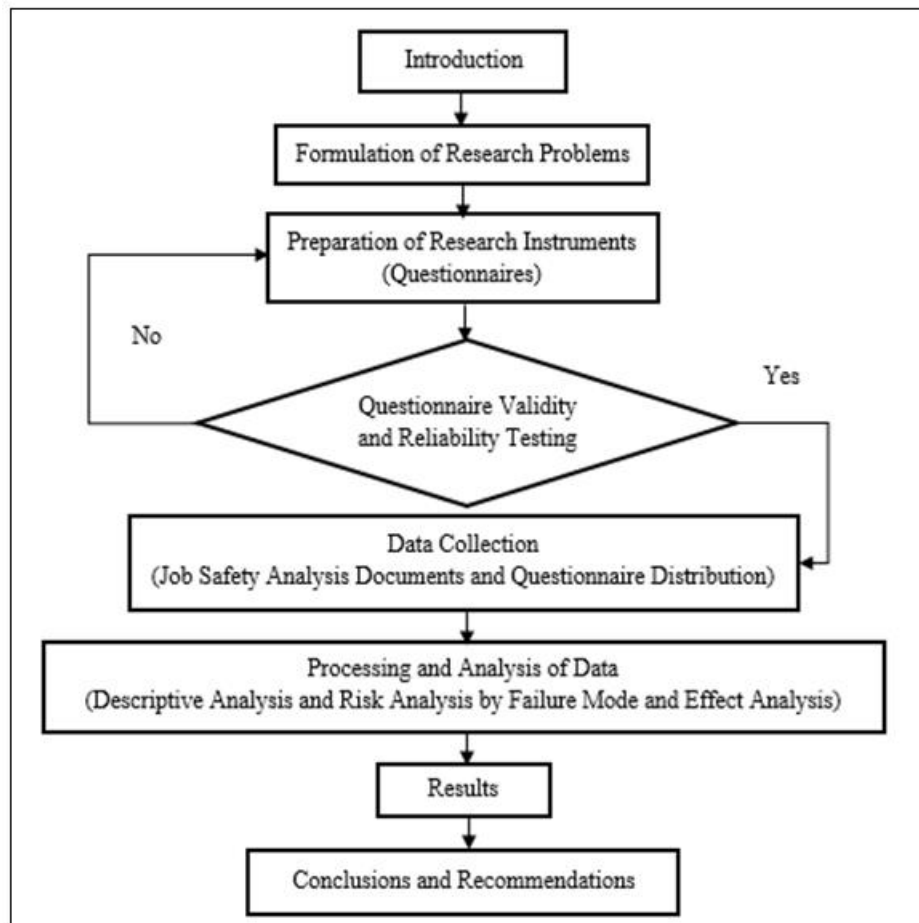 Introduction
Formulation of Research Problems
Preparation of Research Instruments
(Questionnaires)
No
Yes
Questionnaire Validity
and Reliability Testing
Data Collection
(Job Safety Analysis Documents and Questionnaire Distribution)
Processing and Analysis of Data
(Descriptive Analysis and Risk Analysis by Failure Mode and Effect Analysis)
Results
Conclusions and Recommendations